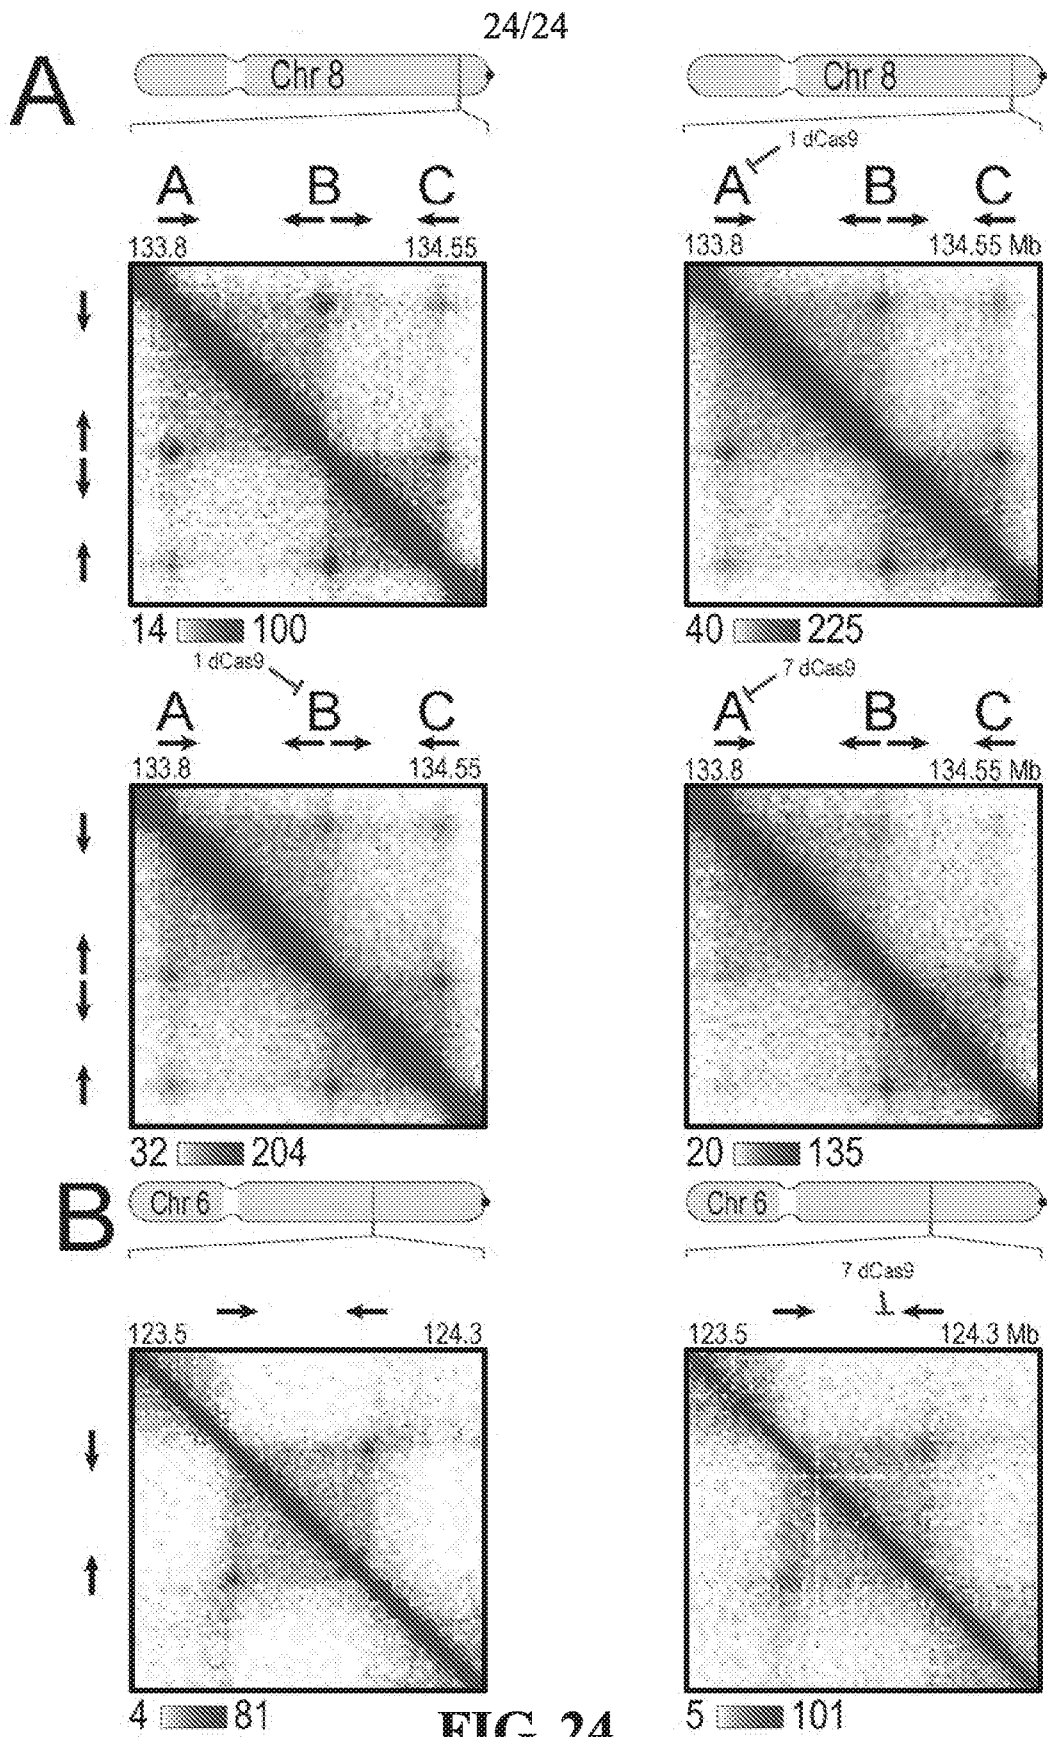 24/24
A
Chr 8 Chr 8
1 dCas9
A B C A B C
133.8 134.55 133.8 134.55 Mb
14 100 40 225
1 dCas9 7 dCas9
A B C A B C
133.8 134.55 133.8 134.55 Mb
32 204 20 135
B
Chr 6 Chr 6
7 dCas9
123.5 124.3 123.5 124.3 Mb
4 81 5 101
FIG. 24